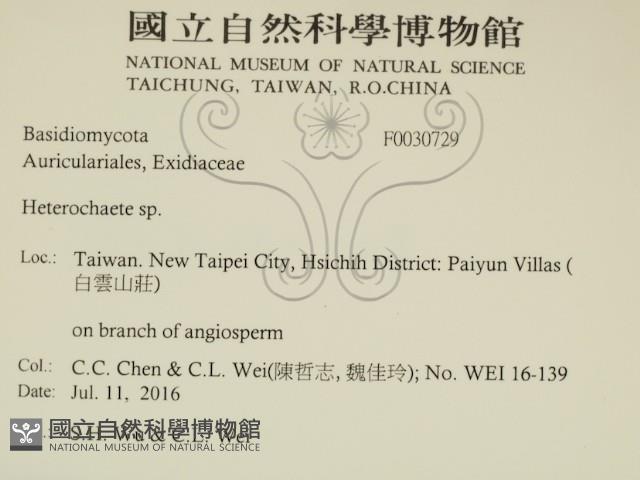 國立自然科學博物館
NATIONAL MUSEUM OF NATURAL SCIENCE
TAICHUNG, TAIWAN, R.O.CHINA
Basidiomycota F0030729
Auriculariales, Exidiaceae
Heterochaete sp.
Loc.: Taiwan. New Taipei City, Hsichih District: Paiyun Villas (
白雲山莊)
on branch of angiosperm
Col.: C.C. Chen & C.L. Wei(陳哲志, 魏佳玲); No. WEI 16-139
Date: Jul. 11, 2016
S.H. Wu & C.L. Wei
國立自然科學博物館
NATIONAL MUSEUM OF NATURAL SCIENCE